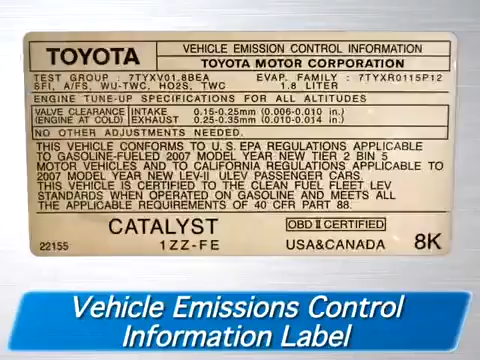 TOYOTA
VEHICLE EMISSION CONTROL INFORMATION
TOYOTA MOTOR CORPORATION
TEST GROUP : 7TYXV01.8BEA EVAP. FAMILY : 7TYXR0115P12
SFI, A/FS, WU-TWC, HO2S, TWC 1.8 LITER
ENGINE TUNE-UP SPECIFICATIONS FOR ALL ALTITUDES
VALVE CLEARANCE INTAKE 0.15-0.25mm (0.006-0.010 in.)
(ENGINE AT COLD) EXHAUST 0.25-0.35mm (0.010-0.014 in.)
NO OTHER ADJUSTMENTS NEEDED.
THIS VEHICLE CONFORMS TO U.S. EPA REGULATIONS APPLICABLE
TO GASOLINE-FUELED 2007 MODEL YEAR NEW TIER 2 BIN 5
MOTOR VEHICLES AND TO CALIFORNIA REGULATIONS APPLICABLE TO
2007 MODEL YEAR NEW LEV-II ULEV PASSENGER CARS.
THIS VEHICLE IS CERTIFIED TO THE CLEAN FUEL FLEET LEV
STANDARDS WHEN OPERATED ON GASOLINE AND MEETS ALL
THE APPLICABLE REQUIREMENTS OF 40 CFR PART 88.
CATALYST OBD II CERTIFIED
22155 1ZZ-FE USA&CANADA 8K
Vehicle Emissions Control
Information Label